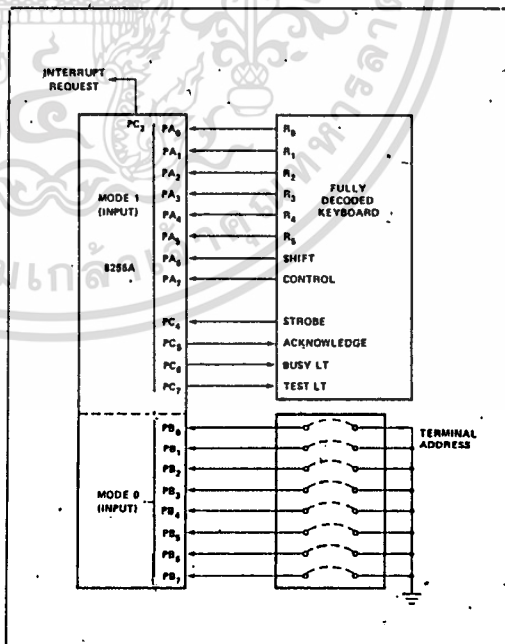 INTERRUPT
REQUEST
PC3
MODE 1
(INPUT)
8255A
PA0
PA1
PA2
PA3
PA4
PA5
PA6
PA7
PC4
PC5
PC6
PC7
R0
R1
R2
R3
R4
R5
SHIFT
CONTROL
FULLY
DECODED
KEYBOARD
STROBE
ACKNOWLEDGE
BUSY LT
TEST LT
MODE 0
(INPUT)
PB0
PB1
PB2
PB3
PB4
PB5
PB6
PB7
TERMINAL
ADDRESS